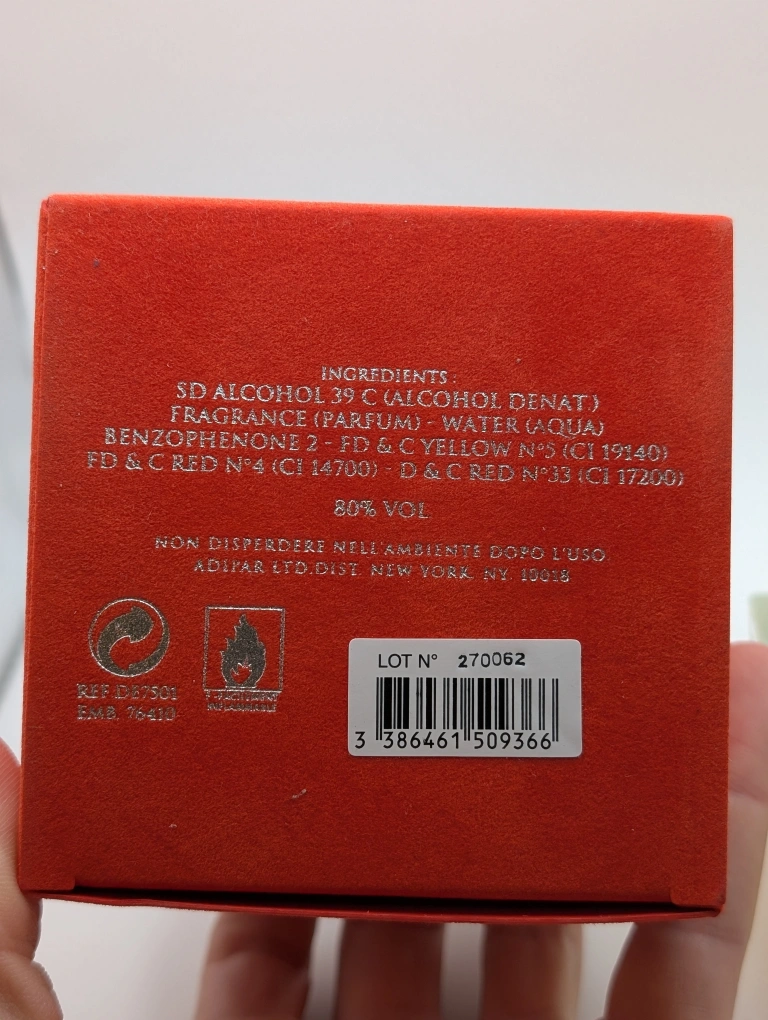 INGREDIENTS :
SD ALCOHOL 39 C (ALCOHOL DENAT.)
FRAGRANCE (PARFUM) - WATER (AQUA)
BENZOPHENONE 2 - FD & C YELLOW N°5 (CI 19140)
FD & C RED N°4 (CI 14700) - D & C RED N°33 (CI 17200)
80% VOL
NON DISPERDERE NELL'AMBIENTE DOPO L'USO
ADIPAR LTD.DIST. NEW YORK. NY. 10018
REF. D67501
EMB. 76410
INFLAMMABLE
LOT N° 270062
3 386461 509366